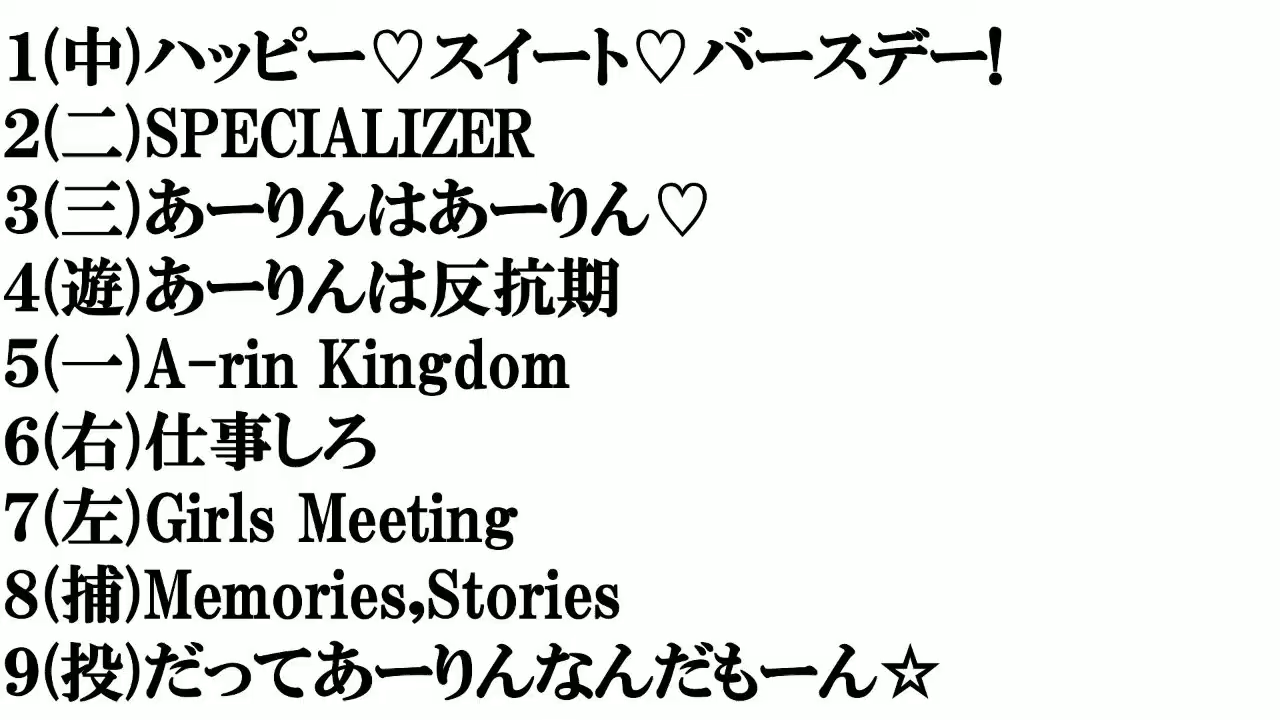 1(中)ハッピー♡スイート♡バースデー!
2(二)SPECIALIZER
3(三)あーりんはあーりん♡
4(遊)あーりんは反抗期
5(一)A-rin Kingdom
6(右)仕事しろ
7(左)Girls Meeting
8(捕)Memories,Stories
9(投)だってあーりんなんだもーん☆